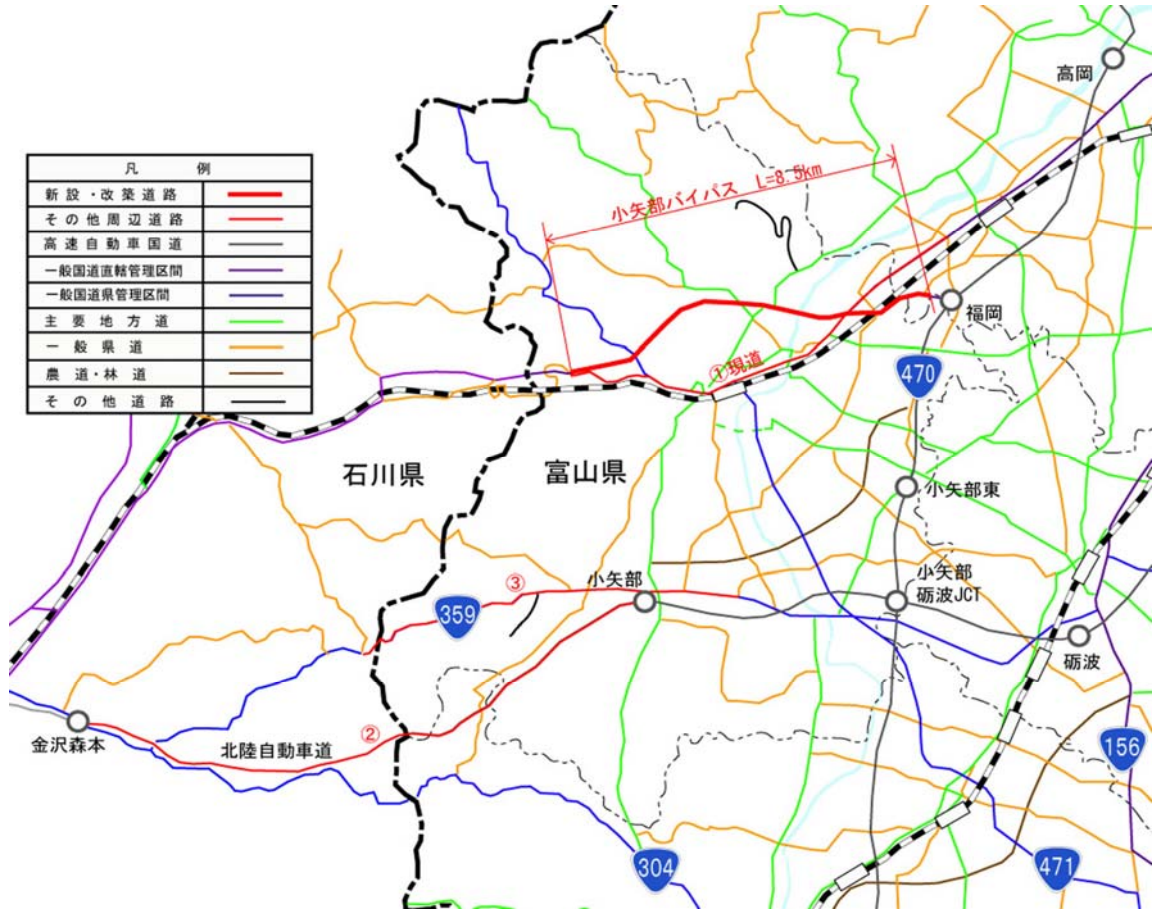 高岡
凡 例
新設・改築道路
その他周辺道路
高速自動車国道
一般国道直轄管理区間
一般国道県管理区間
主要地方道
一般県道
農道・林道
その他道路
小矢部バイパス L=8.5km
福岡
①現道
470
石川県
富山県
小矢部東
③
小矢部
小矢部
砺波JCT
359
砺波
金沢森本
②
北陸自動車道
156
304
471